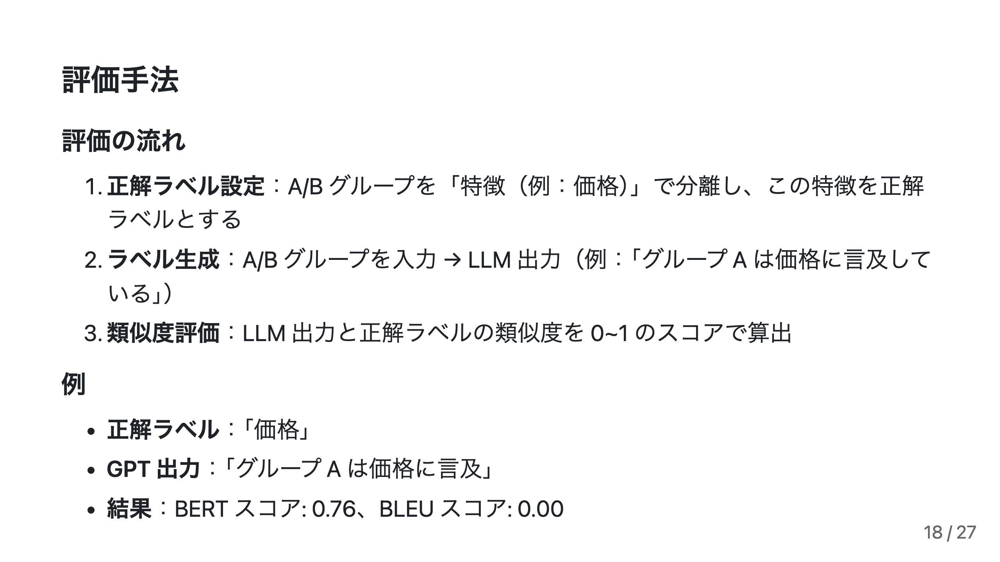 評価手法
評価の流れ
1. 正解ラベル設定：A/B グループを「特徴（例：価格）」で分離し、この特徴を正解
ラベルとする
2. ラベル生成：A/B グループを入力 → LLM 出力（例：「グループ A は価格に言及して
いる」）
3. 類似度評価：LLM 出力と正解ラベルの類似度を 0~1 のスコアで算出
例
• 正解ラベル：「価格」
• GPT 出力：「グループ A は価格に言及」
• 結果：BERT スコア: 0.76、BLEU スコア: 0.00
18 / 27